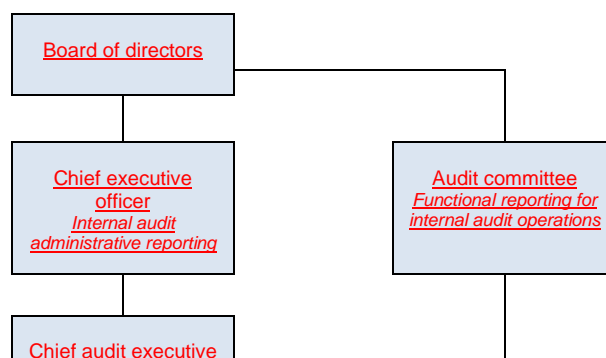 Board of directors
Chief executive
officer
Internal audit
administrative reporting
Audit committee
Functional reporting for
internal audit operations
Chief audit executive